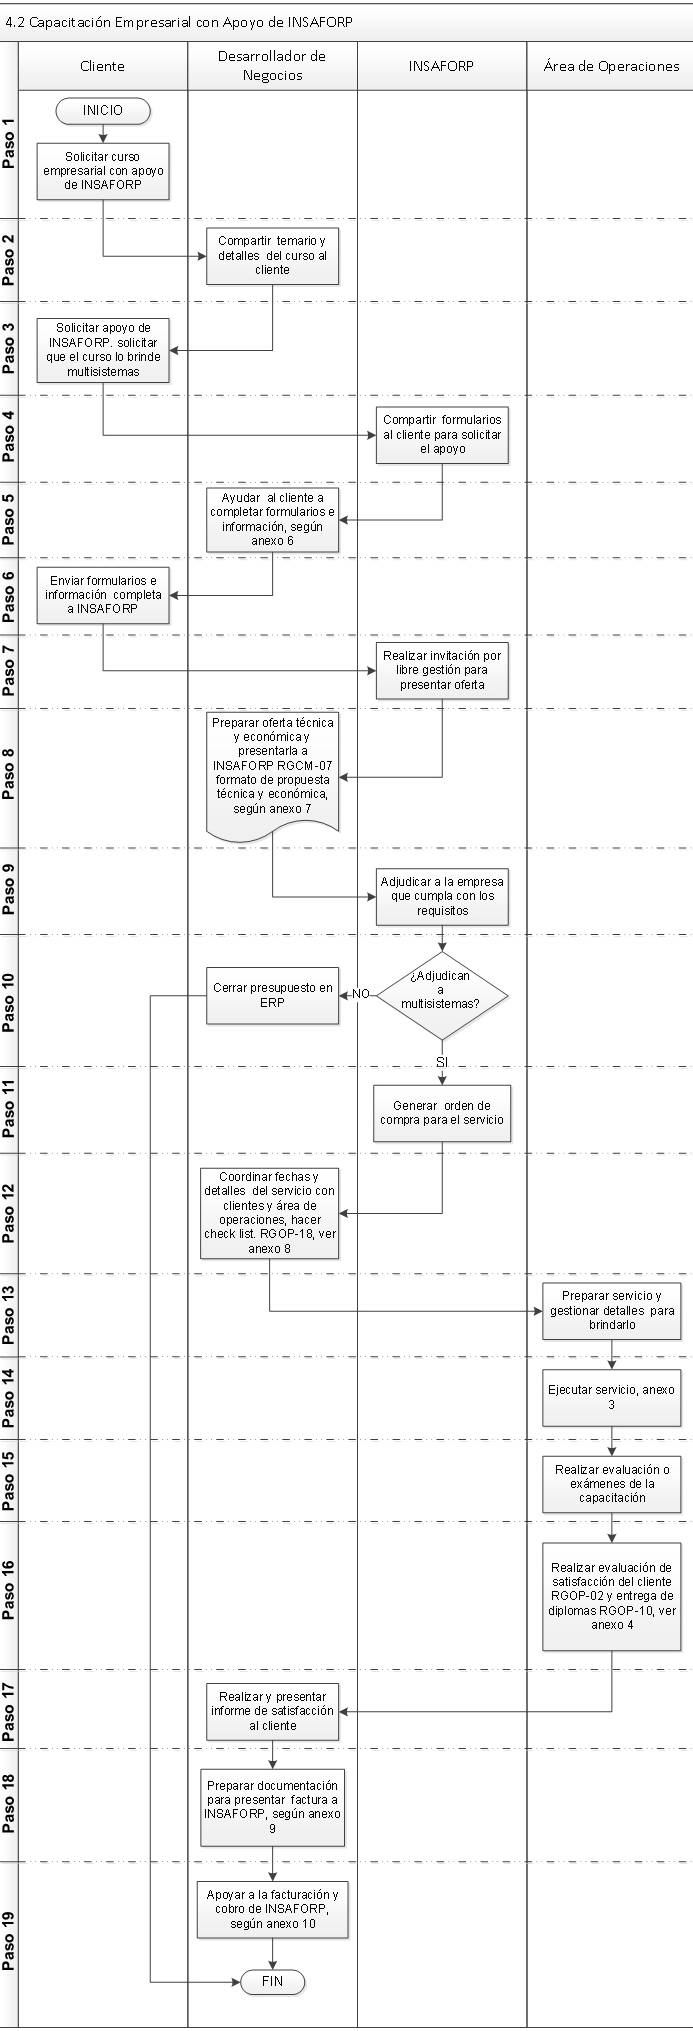 4.2 Capacitación Empresarial con Apoyo de INSAFORP
Cliente
Desarrollador de
Negocios
INSAFORP
Área de Operaciones
Paso 1
INICIO
Solicitar curso
empresarial con apoyo
de INSAFORP
Paso 2
Compartir temario y
detalles del curso al
cliente
Paso 3
Solicitar apoyo de
INSAFORP. solicitar
que el curso lo brinde
multisistemas
Paso 4
Compartir formularios
al cliente para solicitar
el apoyo
Paso 5
Ayudar al cliente a
completar formularios e
información, según
anexo 6
Paso 6
Enviar formularios e
información completa
a INSAFORP
Paso 7
Realizar invitación por
libre gestión para
presentar oferta
Paso 8
Preparar oferta técnica
y económica y
presentarla a
INSAFORP RGCM-07
formato de propuesta
técnica y económica,
según anexo 7
Paso 9
Adjudicar a la empresa
que cumpla con los
requisitos
Paso 10
Cerrar presupuesto en
ERP
NO
¿Adjudican
a
multisistemas?
SI
Paso 11
Generar orden de
compra para el servicio
Paso 12
Coordinar fechas y
detalles del servicio con
clientes y área de
operaciones, hacer
check list. RGOP-18, ver
anexo 8
Paso 13
Preparar servicio y
gestionar detalles para
brindarlo
Paso 14
Ejecutar servicio, anexo
3
Paso 15
Realizar evaluación o
exámenes de la
capacitación
Paso 16
Realizar evaluación de
satisfacción del cliente
RGOP-02 y entrega de
diplomas RGOP-10, ver
anexo 4
Paso 17
Realizar y presentar
informe de satisfacción
al cliente
Paso 18
Preparar documentación
para presentar factura a
INSAFORP, según anexo
9
Paso 19
Apoyar a la facturación y
cobro de INSAFORP,
según anexo 10
FIN